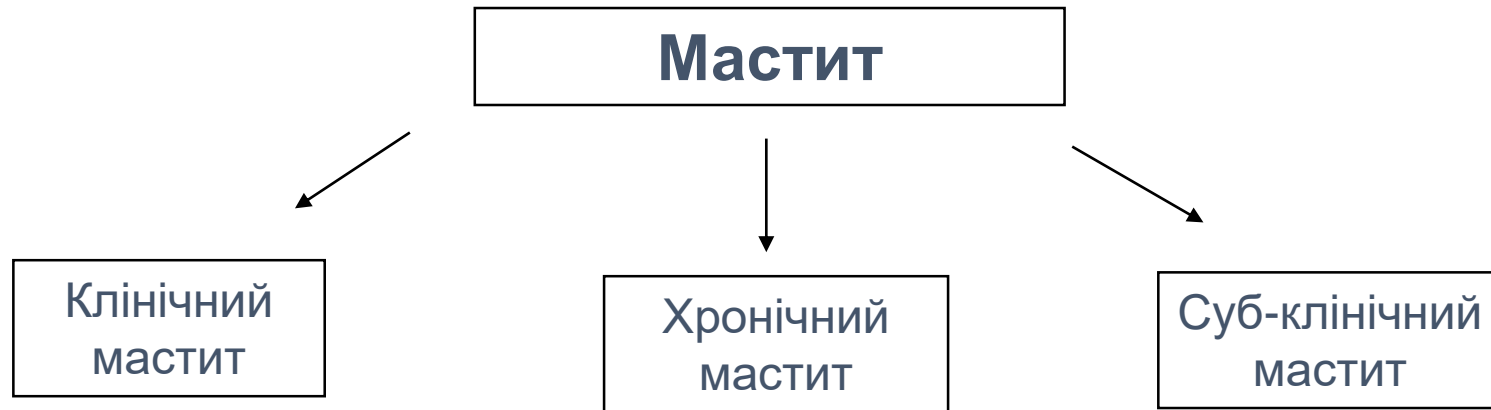 Мастит
Клінічний
мастит
Хронічний
мастит
Суб-клінічний
мастит